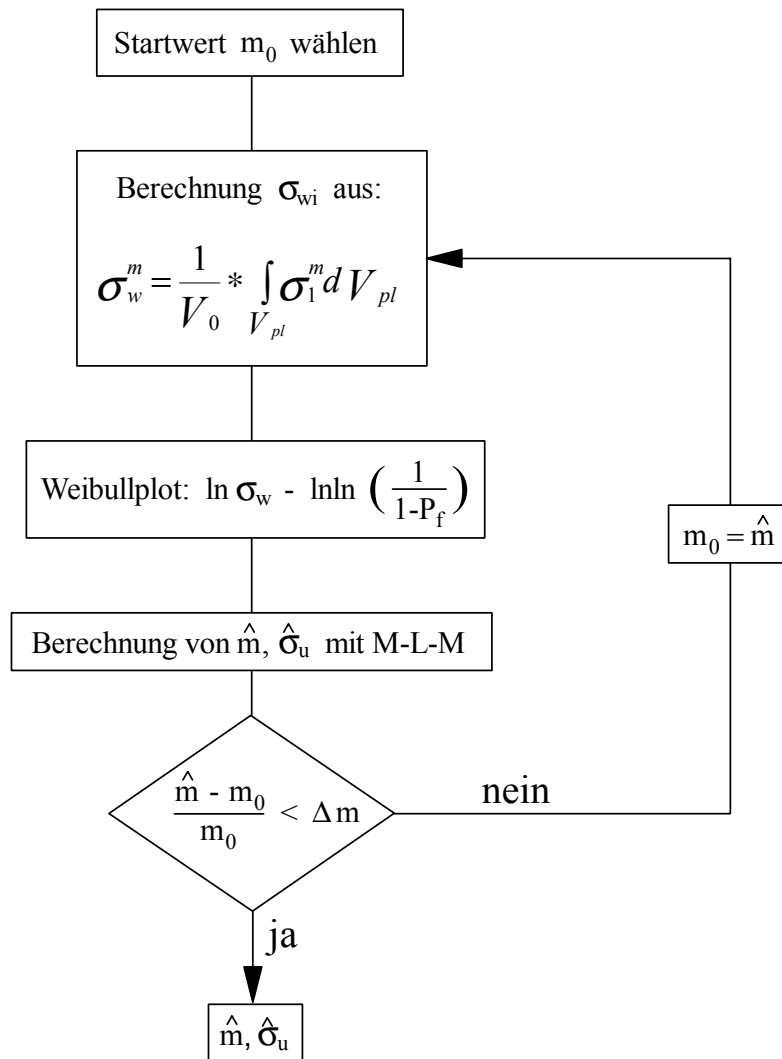 Startwert m₀ wählen
Berechnung σ_wi aus:
σ_w^m = 1/V₀ * ∫_{V_pl} σ₁^m d V_pl
Weibullplot: ln σ_w - lnln (1/(1-P_f))
m₀ = m̂
Berechnung von m̂, σ̂_u mit M-L-M
(m̂ - m₀)/m₀ < Δm
nein
ja
m̂, σ̂_u